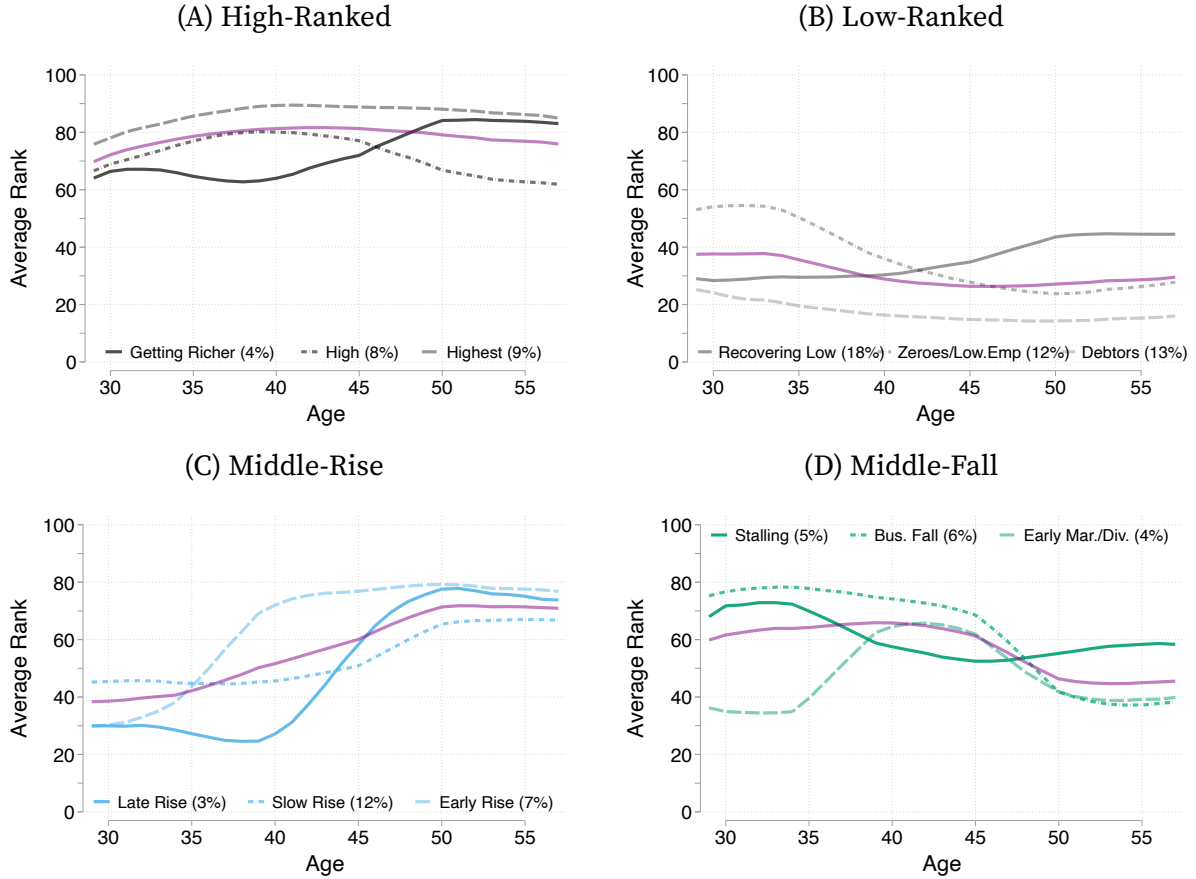 (A) High-Ranked
(B) Low-Ranked
100
80
60
40
20
0
Average Rank
Getting Richer (4%) High (8%) Highest (9%)
30 35 40 45 50 55
Age
100
80
60
40
20
0
Average Rank
Recovering Low (18%) Zeroes/Low.Emp (12%) Debtors (13%)
30 35 40 45 50 55
Age
(C) Middle-Rise
(D) Middle-Fall
100
80
60
40
20
0
Average Rank
Late Rise (3%) Slow Rise (12%) Early Rise (7%)
30 35 40 45 50 55
Age
Stalling (5%) Bus. Fall (6%) Early Mar./Div. (4%)
100
80
60
40
20
0
Average Rank
30 35 40 45 50 55
Age